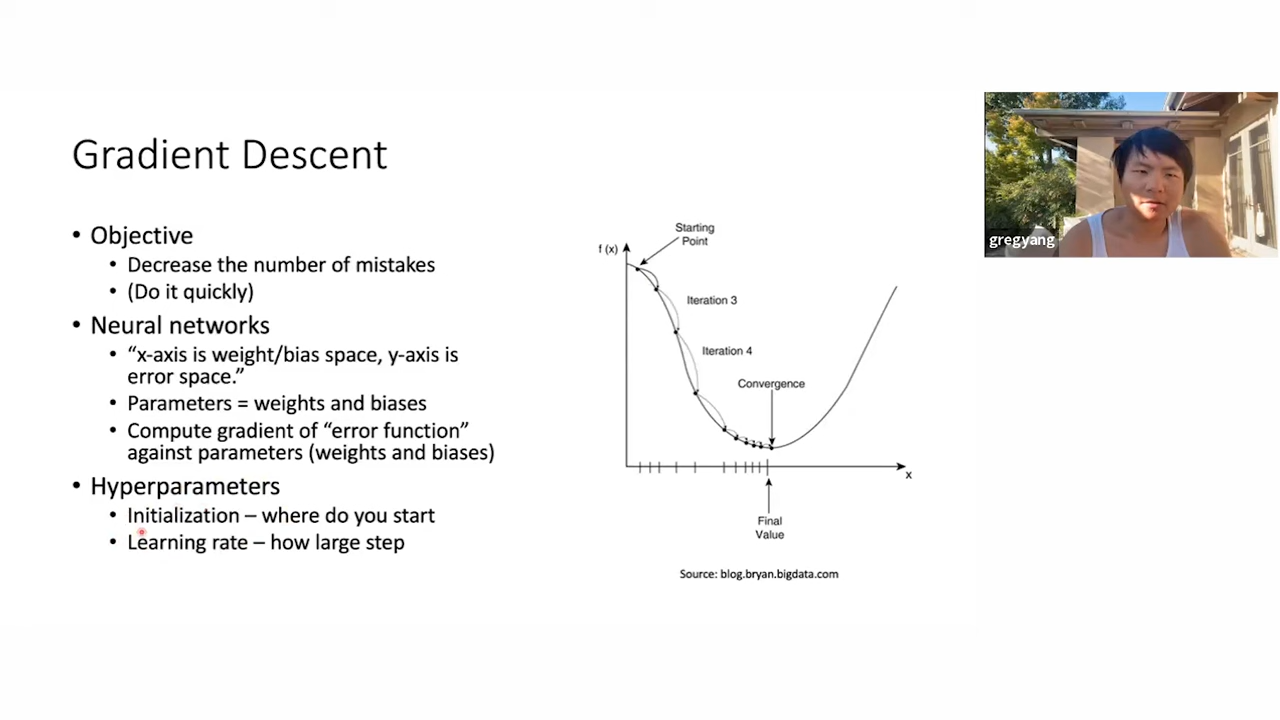 Gradient Descent
• Objective
• Decrease the number of mistakes
• (Do it quickly)
• Neural networks
• “x-axis is weight/bias space, y-axis is
error space.”
• Parameters = weights and biases
• Compute gradient of “error function”
against parameters (weights and biases)
• Hyperparameters
• Initialization – where do you start
• Learning rate – how large step
Starting
Point
f (x)
Iteration 3
Iteration 4
Convergence
x
Final
Value
Source: blog.bryan.bigdata.com
gregyang